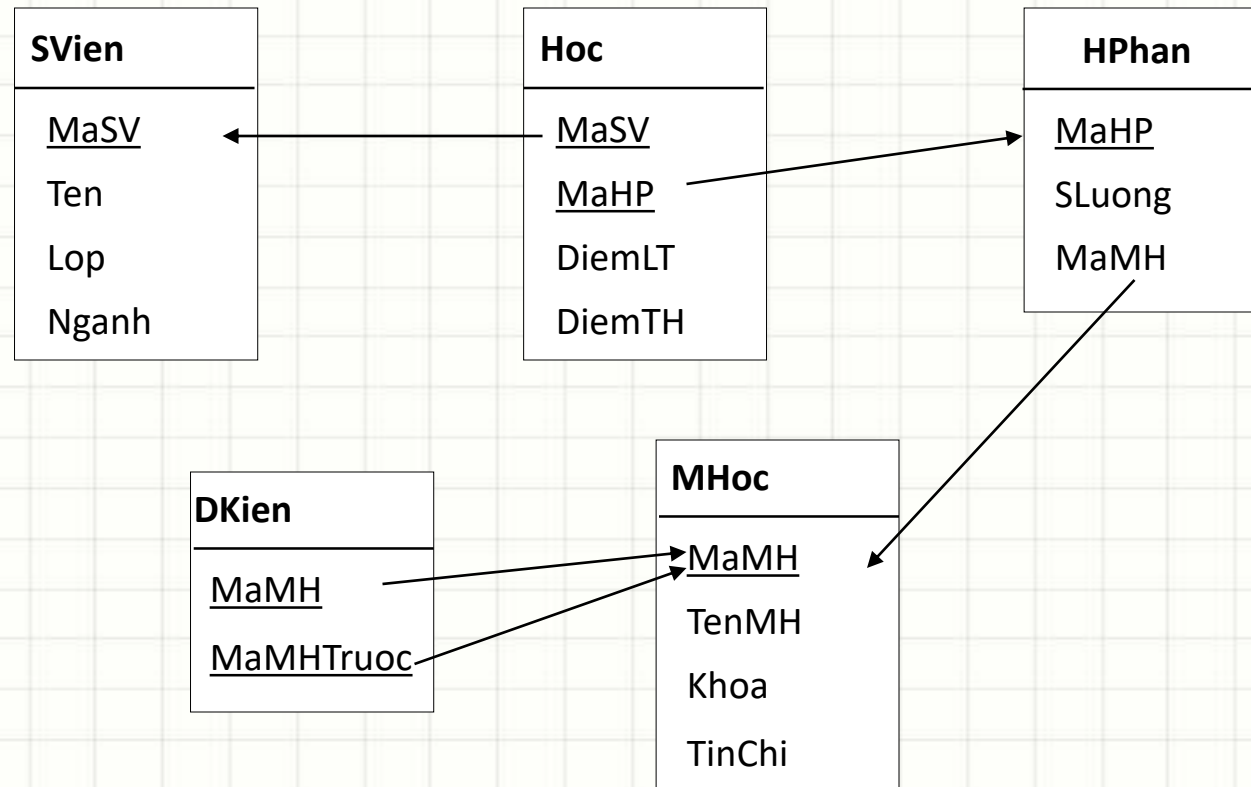 SVien
MaSV
Ten
Lop
Nganh
Hoc
MaSV
MaHP
DiemLT
DiemTH
HPhan
MaHP
SLuong
MaMH
DKien
MaMH
MaMHTruoc
MHoc
MaMH
TenMH
Khoa
TinChi